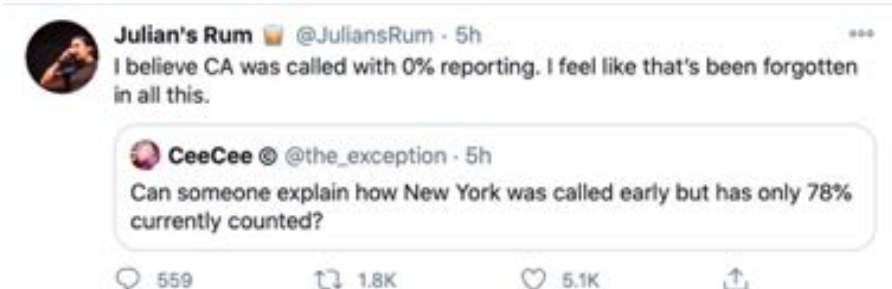 Julian's Rum 🥃 @JuliansRum · 5h
I believe CA was called with 0% reporting. I feel like that's been forgotten
in all this.
CeeCee © @the_exception · 5h
Can someone explain how New York was called early but has only 78%
currently counted?
559 1.8K 5.1K